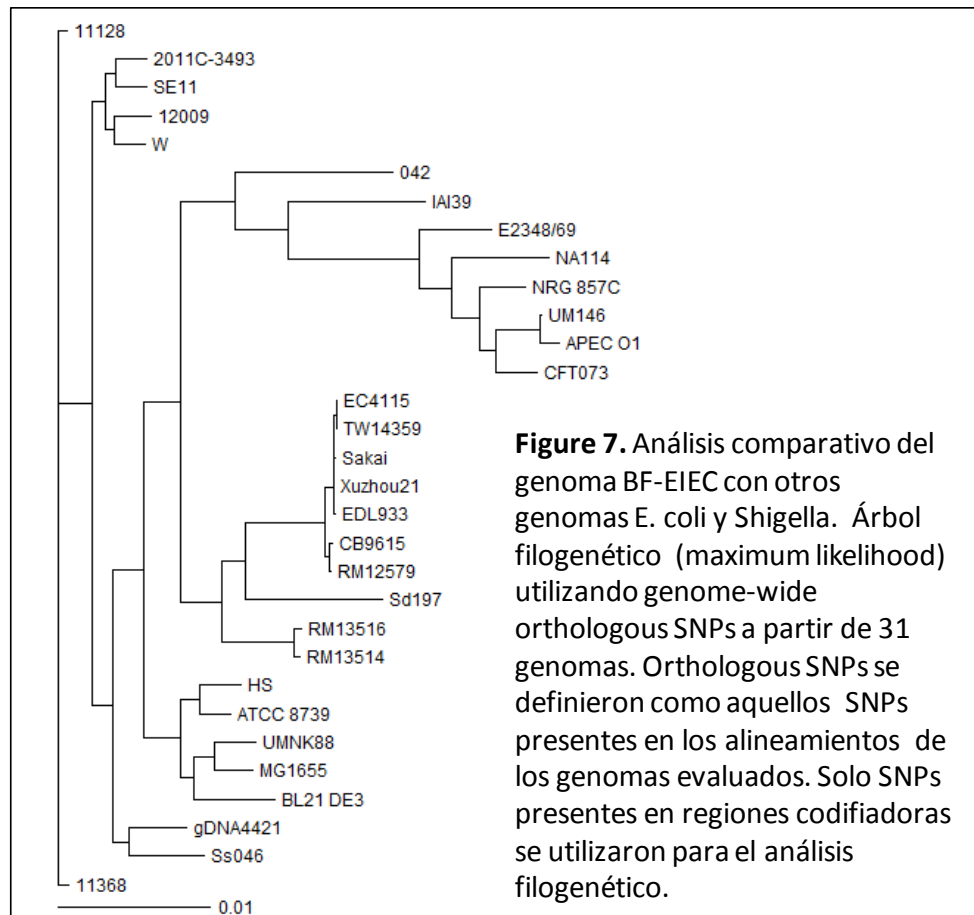 11128
2011C-3493
SE11
12009
W
042
IAI39
E2348/69
NA114
NRG 857C
UM146
APEC O1
CFT073
EC4115
TW14359
Sakai
Xuzhou21
EDL933
CB9615
RM12579
Sd197
RM13516
RM13514
HS
ATCC 8739
UMNK88
MG1655
BL21 DE3
gDNA4421
Ss046
11368
0.01
Figure 7. Análisis comparativo del
genoma BF-EIEC con otros
genomas E. coli y Shigella. Árbol
filogenético (maximum likelihood)
utilizando genome-wide
orthologous SNPs a partir de 31
genomas. Orthologous SNPs se
definieron como aquellos SNPs
presentes en los alineamientos de
los genomas evaluados. Solo SNPs
presentes en regiones codifiadoras
se utilizaron para el análisis
filogenético.